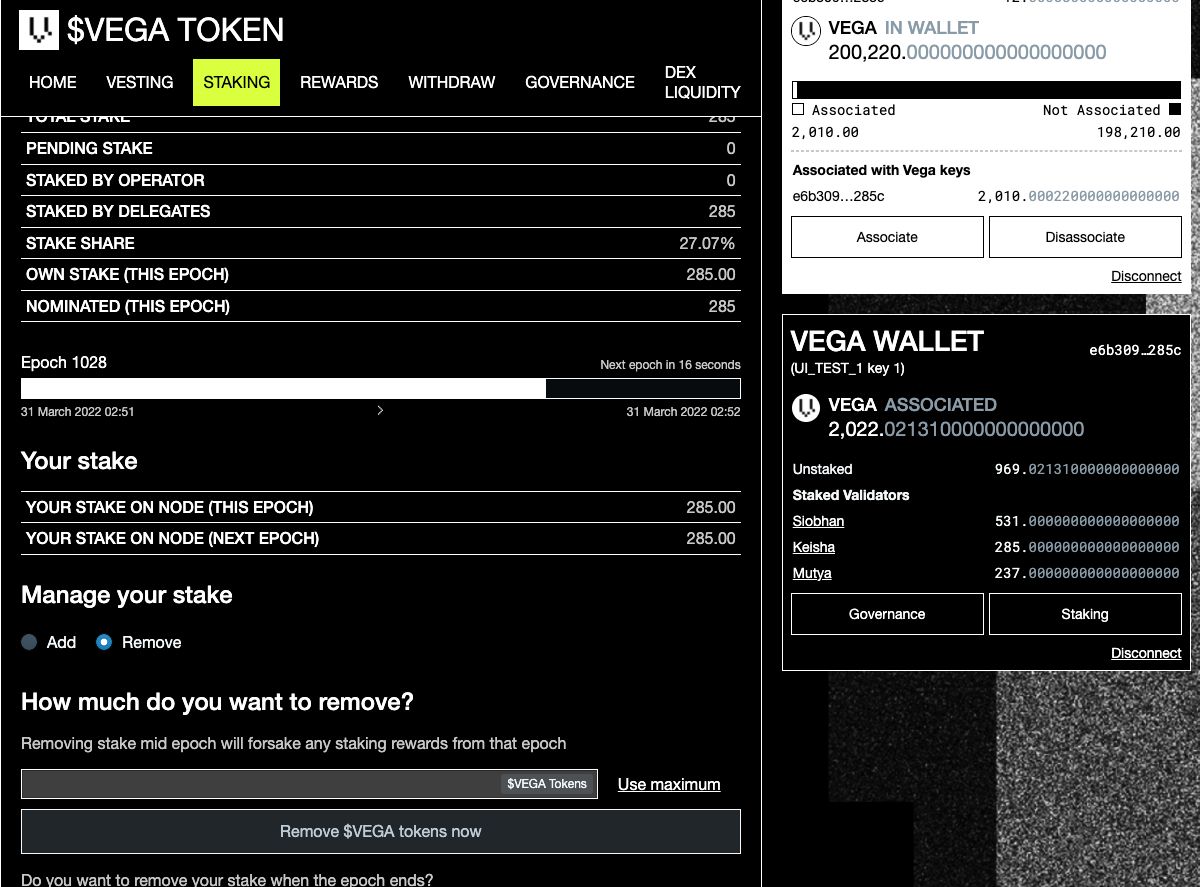 $VEGA TOKEN
HOME VESTING STAKING REWARDS WITHDRAW GOVERNANCE DEX LIQUIDITY
TOTAL STAKE 285
PENDING STAKE 0
STAKED BY OPERATOR 0
STAKED BY DELEGATES 285
STAKE SHARE 27.07%
OWN STAKE (THIS EPOCH) 285.00
NOMINATED (THIS EPOCH) 285
Epoch 1028 Next epoch in 16 seconds
31 March 2022 02:51 31 March 2022 02:52
Your stake
YOUR STAKE ON NODE (THIS EPOCH) 285.00
YOUR STAKE ON NODE (NEXT EPOCH) 285.00
Manage your stake
Add Remove
How much do you want to remove?
Removing stake mid epoch will forsake any staking rewards from that epoch
$VEGA Tokens Use maximum
Remove $VEGA tokens now
Do you want to remove your stake when the epoch ends?
VEGA IN WALLET
200,220.000000000000000000
Associated Not Associated
2,010.00 198,210.00
Associated with Vega keys
e6b309…285c 2,010.000220000000000000
Associate Disassociate
Disconnect
VEGA WALLET e6b309…285c
(UI_TEST_1 key 1)
VEGA ASSOCIATED
2,022.021310000000000000
Unstaked 969.021310000000000000
Staked Validators
Siobhan 531.000000000000000000
Keisha 285.000000000000000000
Mutya 237.000000000000000000
Governance Staking
Disconnect